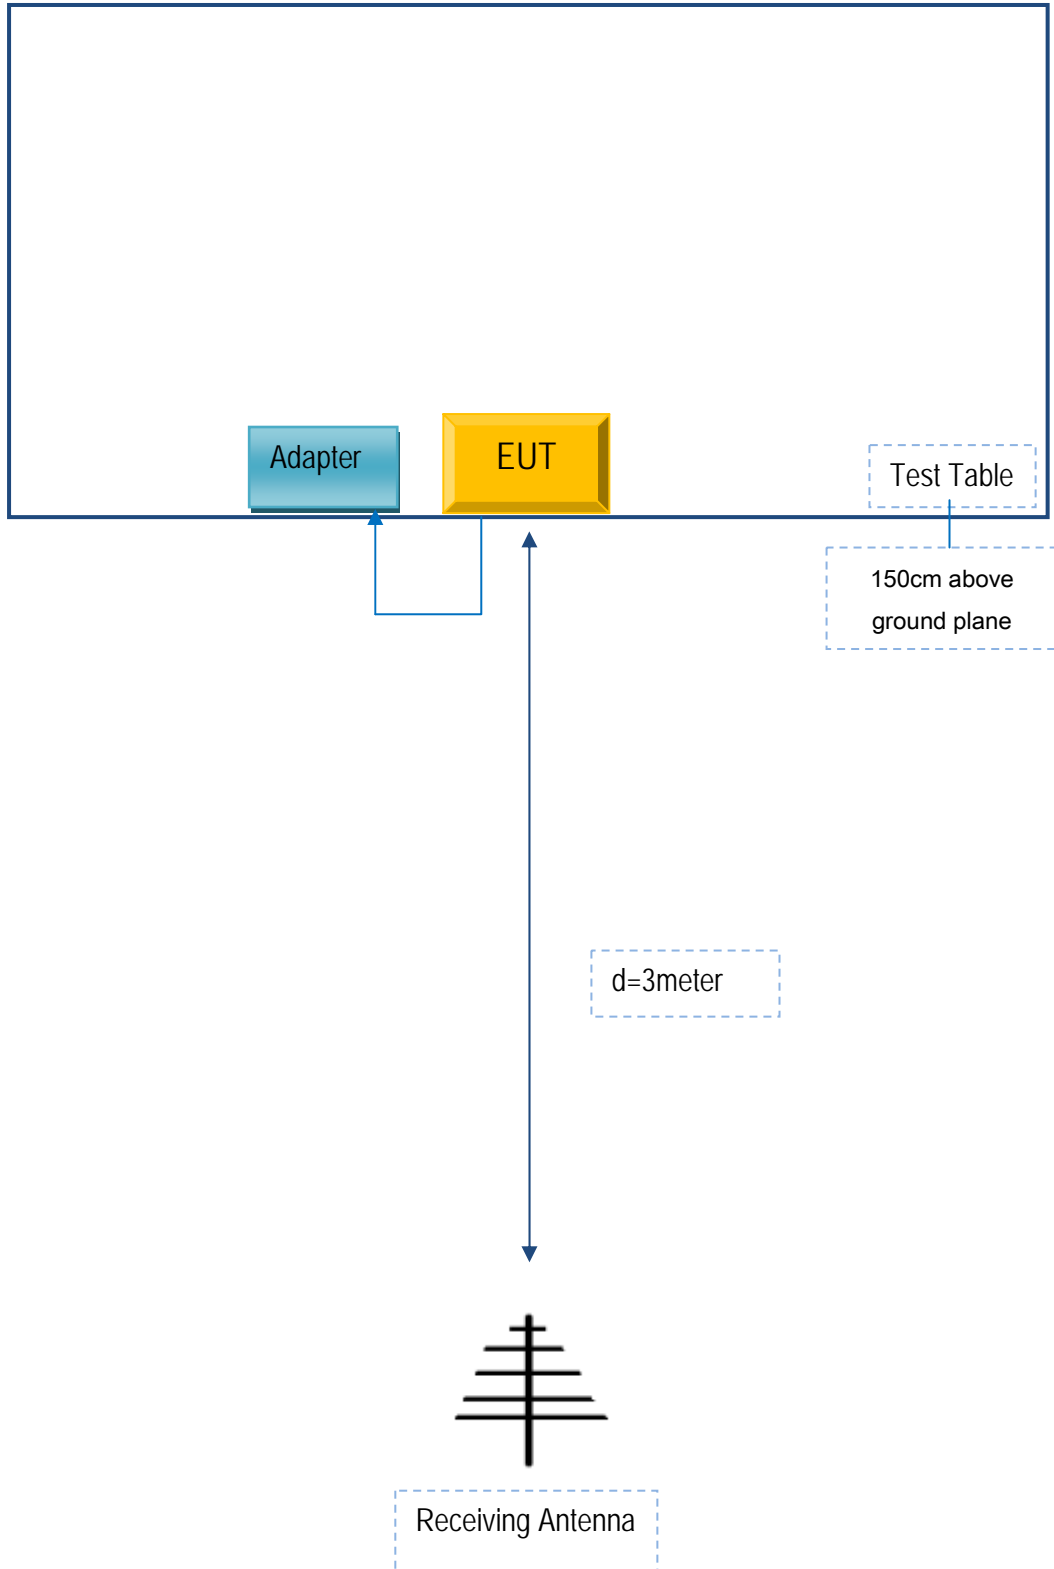 Adapter
EUT
Test Table
150cm above
ground plane
d=3meter
Receiving Antenna